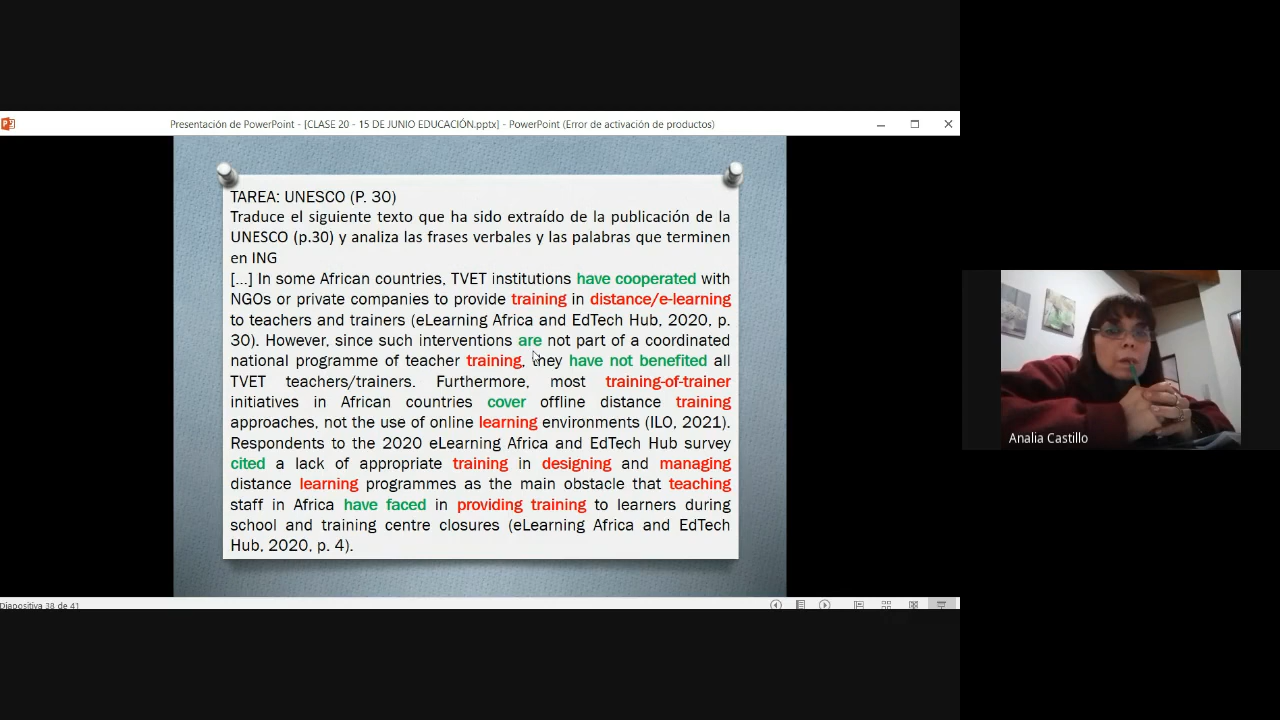 Presentación de PowerPoint - [CLASE 20 - 15 DE JUNIO EDUCACIÓN.pptx] - PowerPoint (Error de activación de productos)
TAREA: UNESCO (P. 30)
Traduce el siguiente texto que ha sido extraído de la publicación de la
UNESCO (p.30) y analiza las frases verbales y las palabras que terminen
en ING
[...] In some African countries, TVET institutions have cooperated with
NGOs or private companies to provide training in distance/e-learning
to teachers and trainers (eLearning Africa and EdTech Hub, 2020, p.
30). However, since such interventions are not part of a coordinated
national programme of teacher training, they have not benefited all
TVET teachers/trainers. Furthermore, most training-of-trainer
initiatives in African countries cover offline distance training
approaches, not the use of online learning environments (ILO, 2021).
Respondents to the 2020 eLearning Africa and EdTech Hub survey
cited a lack of appropriate training in designing and managing
distance learning programmes as the main obstacle that teaching
staff in Africa have faced in providing training to learners during
school and training centre closures (eLearning Africa and EdTech
Hub, 2020, p. 4).
Diapositiva 38 de 41
Analia Castillo